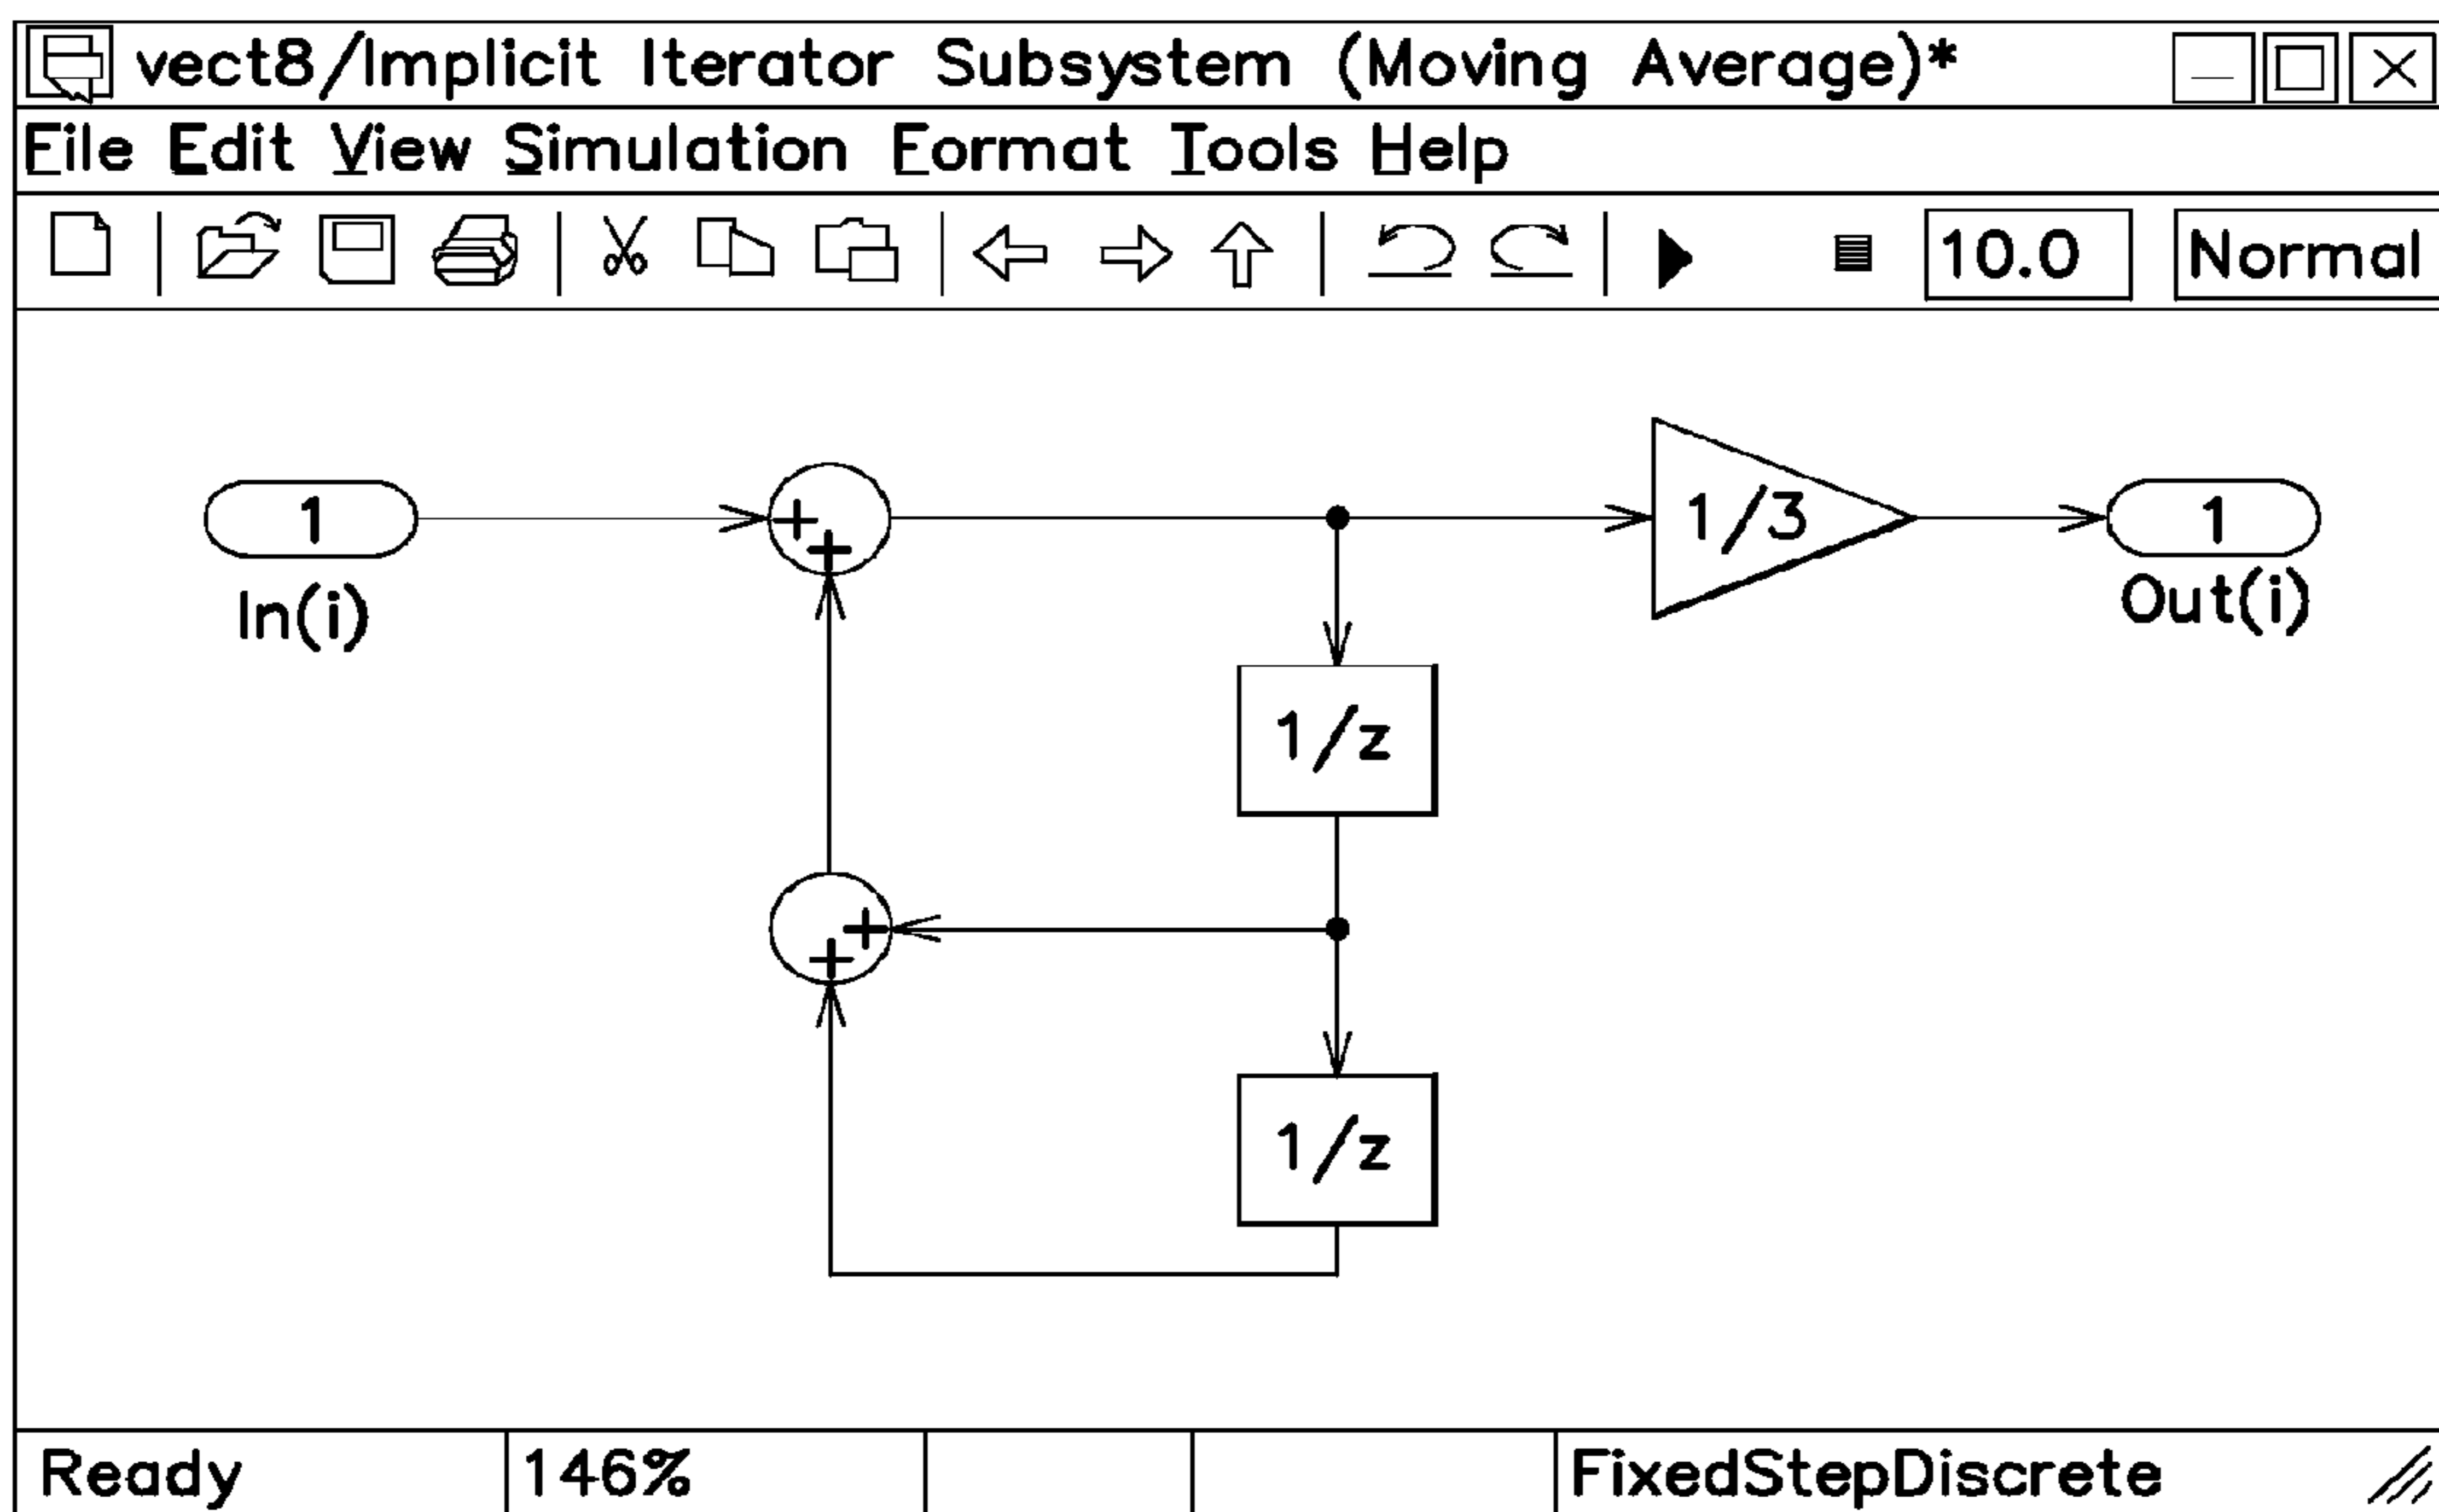 vect8/Implicit Iterator Subsystem (Moving Average)*
File Edit View Simulation Format Tools Help
10.0 Normal
1 1/3 1
In(i) Out(i)
1/z
1/z
Ready 146% FixedStepDiscrete